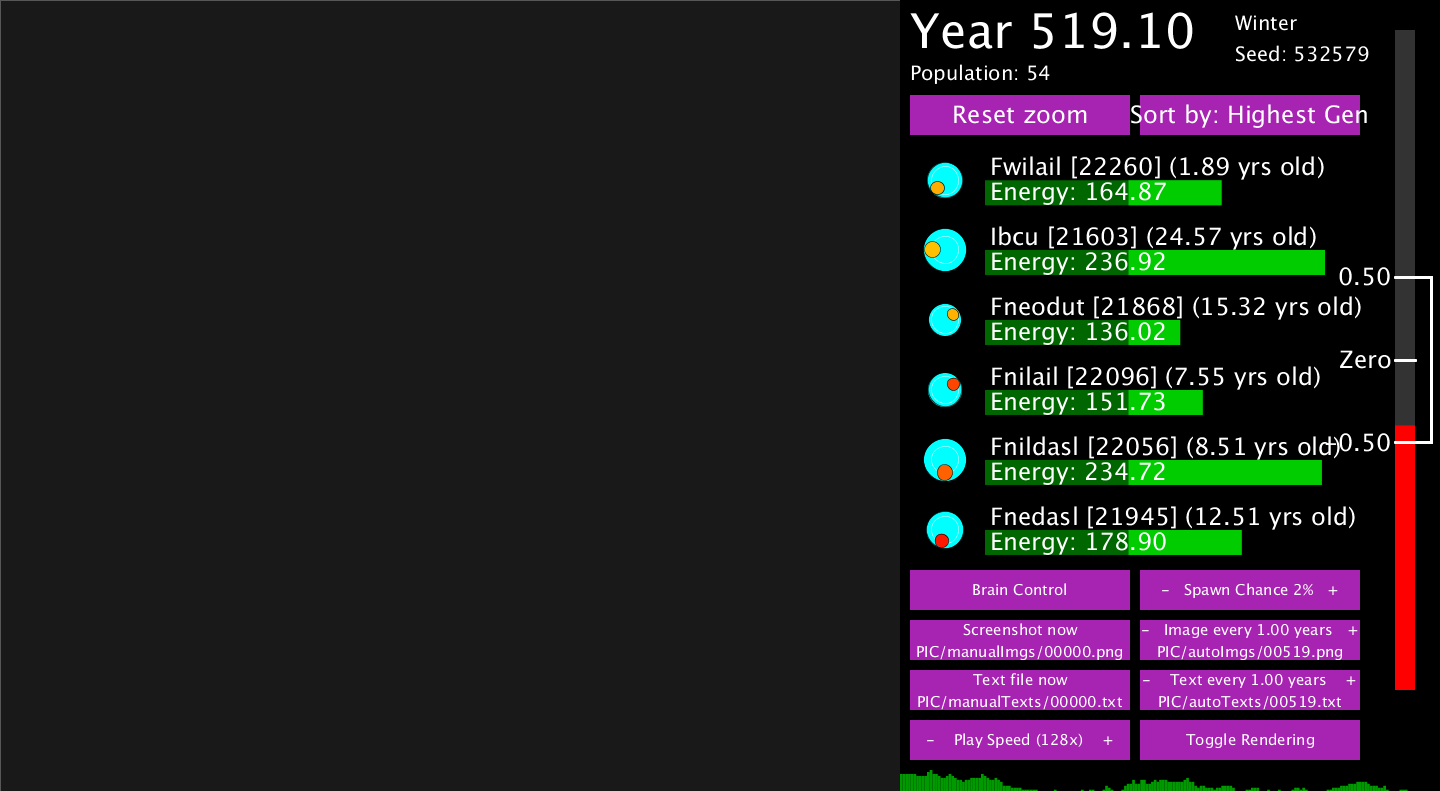 Year 519.10
Winter
Seed: 532579
Population: 54
Reset zoom
Sort by: Highest Gen
Fwilail [22260] (1.89 yrs old)
Energy: 164.87
Ibcu [21603] (24.57 yrs old)
Energy: 236.92
0.50
Fneodut [21868] (15.32 yrs old)
Energy: 136.02
Zero
Fnilail [22096] (7.55 yrs old)
Energy: 151.73
Fnildasl [22056] (8.51 yrs old)
-0.50
Energy: 234.72
Fnedasl [21945] (12.51 yrs old)
Energy: 178.90
Brain Control
- Spawn Chance 2% +
Screenshot now
PIC/manualImgs/00000.png
- Image every 1.00 years +
PIC/autoImgs/00519.png
Text file now
PIC/manualTexts/00000.txt
- Text every 1.00 years +
PIC/autoTexts/00519.txt
- Play Speed (128x) +
Toggle Rendering